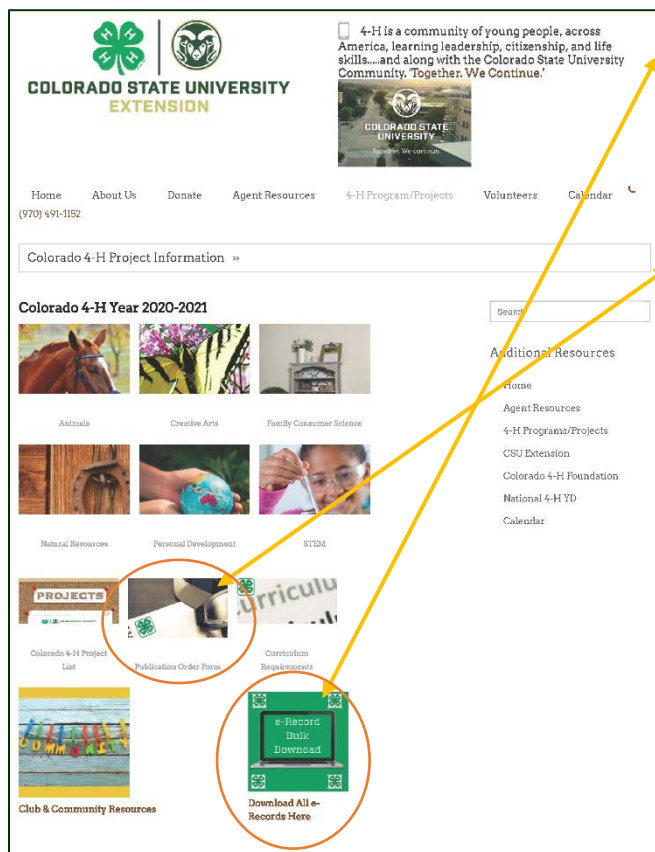 COLORADO STATE UNIVERSITY
EXTENSION
4-H is a community of young people, across
America, learning leadership, citizenship, and life
skills.....and along with the Colorado State University
Community. 'Together. We Continue.'
COLORADO STATE
UNIVERSITY
Together. We continue.
Home About Us Donate Agent Resources 4-H Program/Projects Volunteers Calendar
(970) 491-1152
Colorado 4-H Project Information »
Colorado 4-H Year 2020-2021
Search
Animals Creative Arts Family Consumer Science
Additional Resources
Home
Agent Resources
4-H Programs/Projects
CSU Extension
Colorado 4-H Foundation
National 4-H YD
Calendar
Natural Resources Personal Development STEM
PROJECTS
urriculu
Colorado 4-H Project
List
Publication Order Form
Curriculum
Requirements
COMMUNITY
e-Record
Bulk
Downoad
Club & Community Resources
Download All e-
Records Here